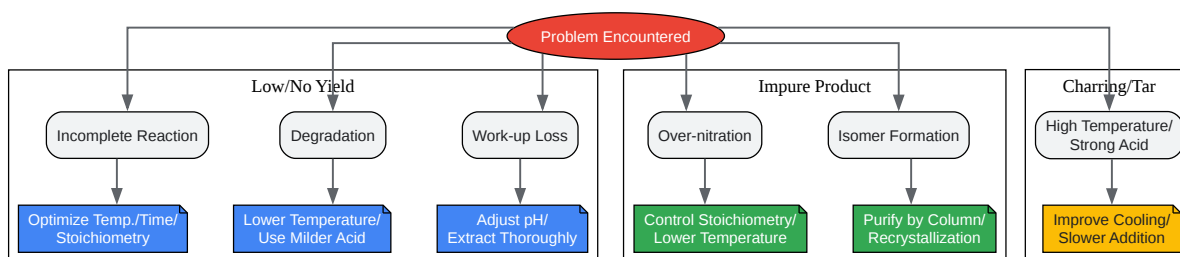 Problem Encountered
Low/No Yield
Impure Product
Charring/Tar
Incomplete Reaction
Degradation
Work-up Loss
Over-nitration
Isomer Formation
High Temperature/
Strong Acid
Optimize Temp./Time/
Stoichiometry
Lower Temperature/
Use Milder Acid
Adjust pH/
Extract Thoroughly
Control Stoichiometry/
Lower Temperature
Purify by Column/
Recrystallization
Improve Cooling/
Slower Addition